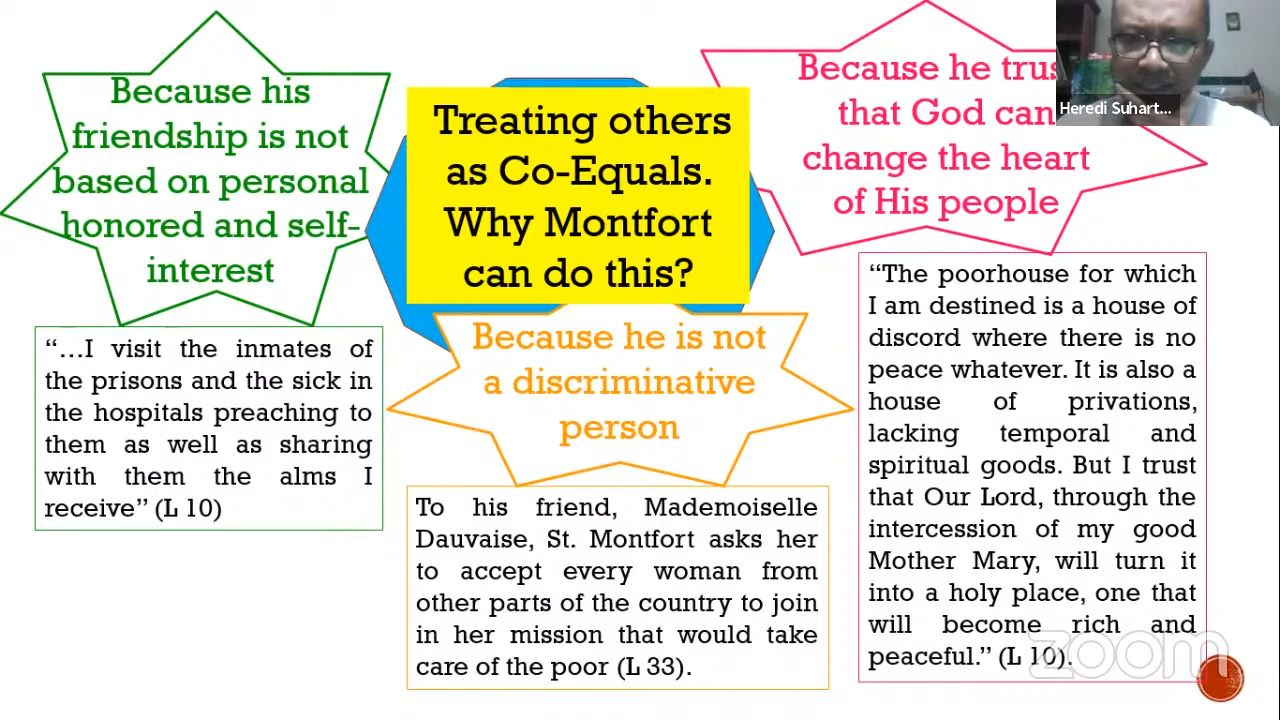 Because his
friendship is not
based on personal
honored and self-
interest
“…I visit the inmates of
the prisons and the sick in
the hospitals preaching to
them as well as sharing
with them the alms I
receive” (L 10)
Treating others
as Co-Equals.
Why Montfort
can do this?
Because he is not
a discriminative
person
To his friend, Mademoiselle
Dauvaise, St. Montfort asks her
to accept every woman from
other parts of the country to join
in her mission that would take
care of the poor (L 33).
Because he
that God can
change the heart
of His people
“The poorhouse for which
I am destined is a house of
discord where there is no
peace whatever. It is also a
house of privations,
lacking temporal and
spiritual goods. But I trust
that Our Lord, through the
intercession of my good
Mother Mary, will turn it
into a holy place, one that
will become rich and
peaceful.” (L 10).
Heredi Suhart...
zoom